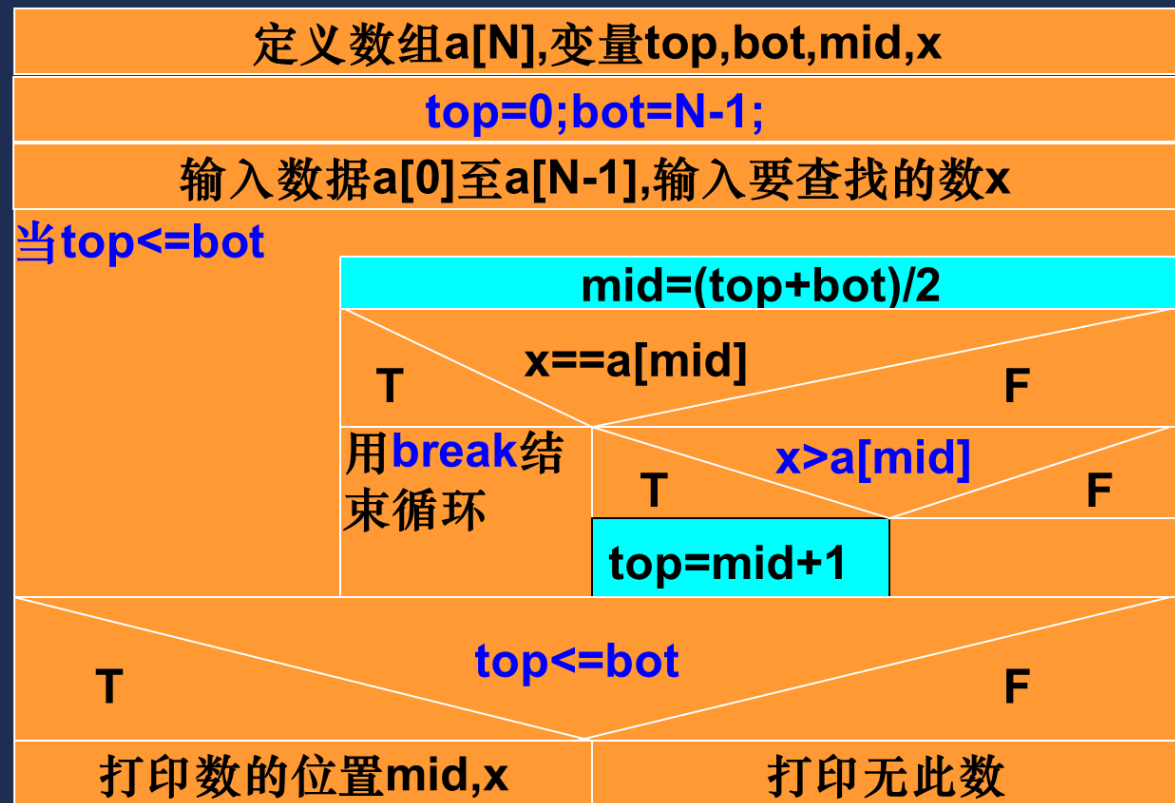 定义数组a[N],变量top,bot,mid,x
top=0;bot=N-1;
输入数据a[0]至a[N-1],输入要查找的数x
当top<=bot
mid=(top+bot)/2
x==a[mid]
T
F
用break结
束循环
x>a[mid]
T
F
top=mid+1
top<=bot
T
F
打印数的位置mid,x
打印无此数